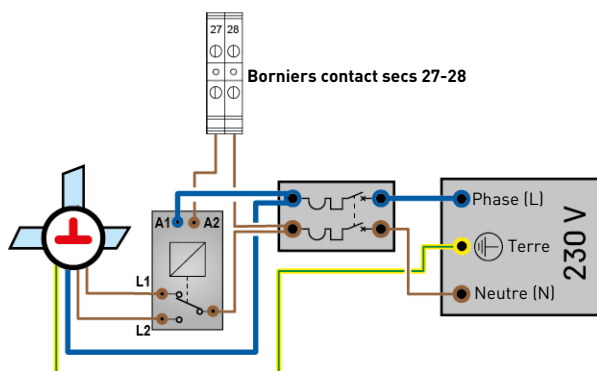 27 28
Borniers contact secs 27-28
A1 A2
L1
L2
Phase (L)
Terre
Neutre (N)
230 V